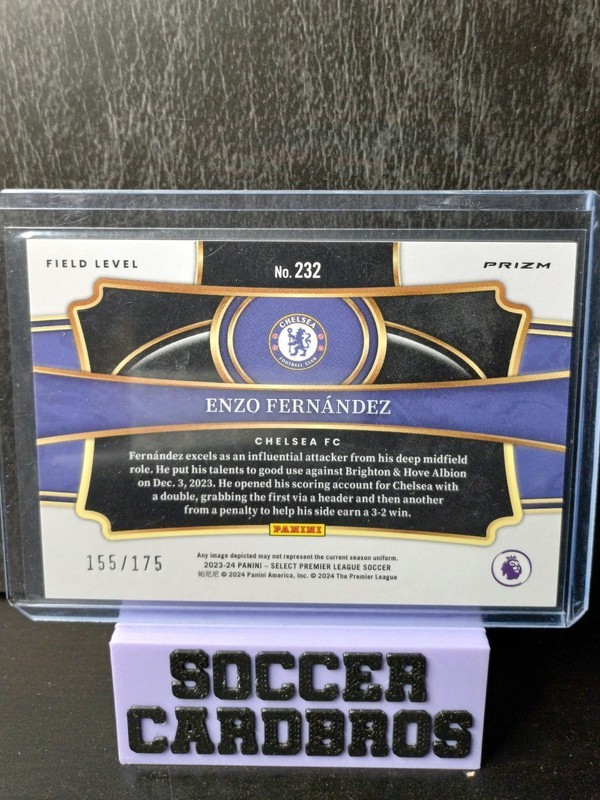 FIELD LEVEL
No. 232
PRIZM
CHELSEA
FOOTBALL CLUB
ENZO FERNÁNDEZ
CHELSEA FC
Fernández excels as an influential attacker from his deep midfield
role. He put his talents to good use against Brighton & Hove Albion
on Dec. 3, 2023. He opened his scoring account for Chelsea with
a double, grabbing the first via a header and then another
from a penalty to help his side earn a 3-2 win.
PANINI
155/175
Any image depicted may not represent the current season uniform.
2023-24 PANINI – SELECT PREMIER LEAGUE SOCCER
帕尼尼 © 2024 Panini America, Inc. © 2024 The Premier League
SOCCER
CARDBROS